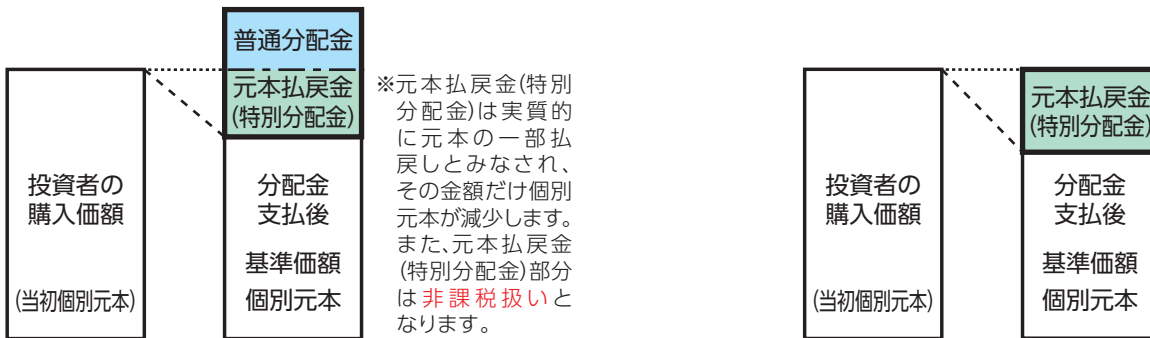 普通分配金
元本払戻金
(特別分配金)
投資者の
購入価額
(当初個別元本)
分配金
支払後
基準価額
個別元本
※元本払戻金(特別
分配金)は実質的
に元本の一部払
戻しとみなされ、
その金額だけ個別
元本が減少します。
また、元本払戻金
(特別分配金)部分
は非課税扱いと
なります。
投資者の
購入価額
(当初個別元本)
元本払戻金
(特別分配金)
分配金
支払後
基準価額
個別元本